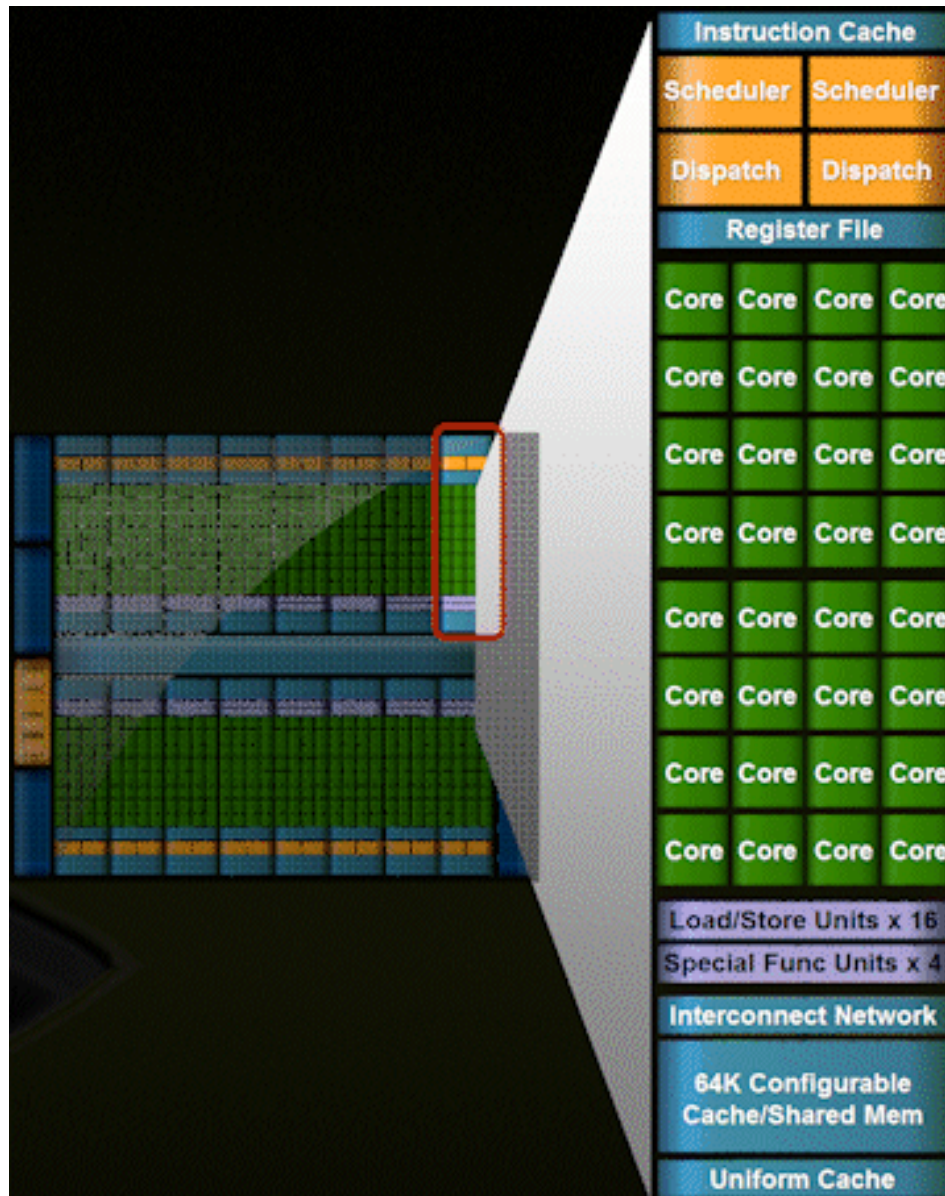 Instruction Cache
Scheduler Scheduler
Dispatch Dispatch
Register File
Core Core Core Core
Core Core Core Core
Core Core Core Core
Core Core Core Core
Core Core Core Core
Core Core Core Core
Core Core Core Core
Core Core Core Core
Load/Store Units x 16
Special Func Units x 4
Interconnect Network
64K Configurable
Cache/Shared Mem
Uniform Cache